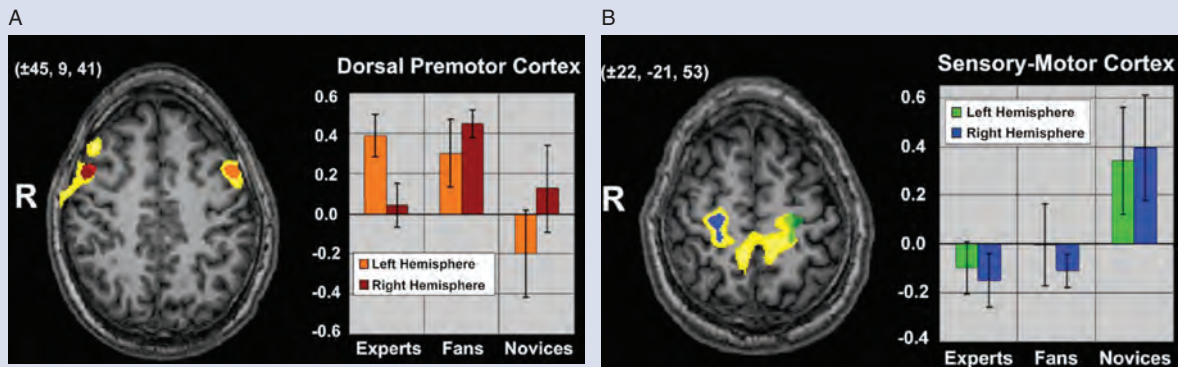 A
(±45, 9, 41)
R
Dorsal Premotor Cortex
0.6
0.4
0.2
0.0
-0.2
-0.4
-0.6
Left Hemisphere
Right Hemisphere
Experts Fans Novices
B
(±22, -21, 53)
R
Sensory-Motor Cortex
0.6
0.4
0.2
0.0
-0.2
-0.4
Left Hemisphere
Right Hemisphere
Experts Fans Novices